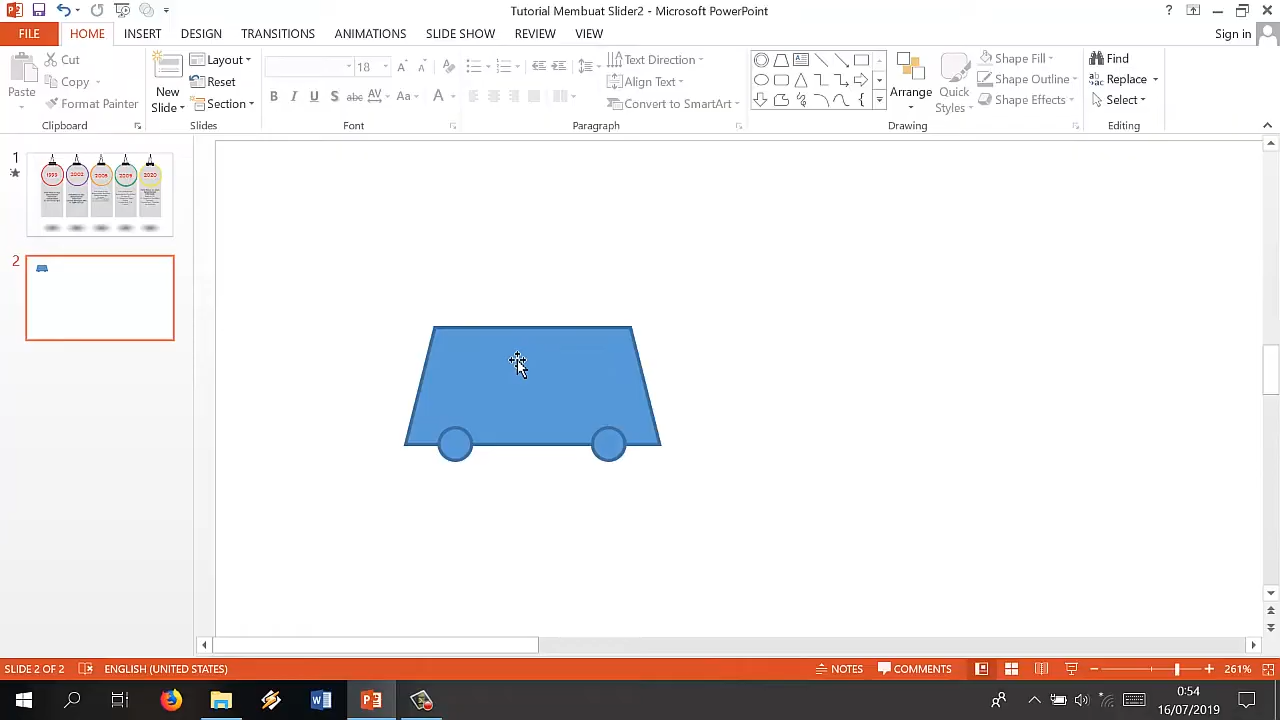 Tutorial Membuat Slider2 - Microsoft PowerPoint
?
FILE HOME INSERT DESIGN TRANSITIONS ANIMATIONS SLIDE SHOW REVIEW VIEW Sign in
Paste
Cut
Copy
Format Painter
Clipboard
New
Slide
Layout
Reset
Section
Slides
18
B I U S abc AV Aa A
Font
Text Direction
Align Text
Convert to SmartArt
Paragraph
Arrange
Quick
Styles
Shape Fill
Shape Outline
Shape Effects
Drawing
Find
Replace
Select
Editing
1
2
SLIDE 2 OF 2 ENGLISH (UNITED STATES) NOTES COMMENTS 261%
0:54
16/07/2019